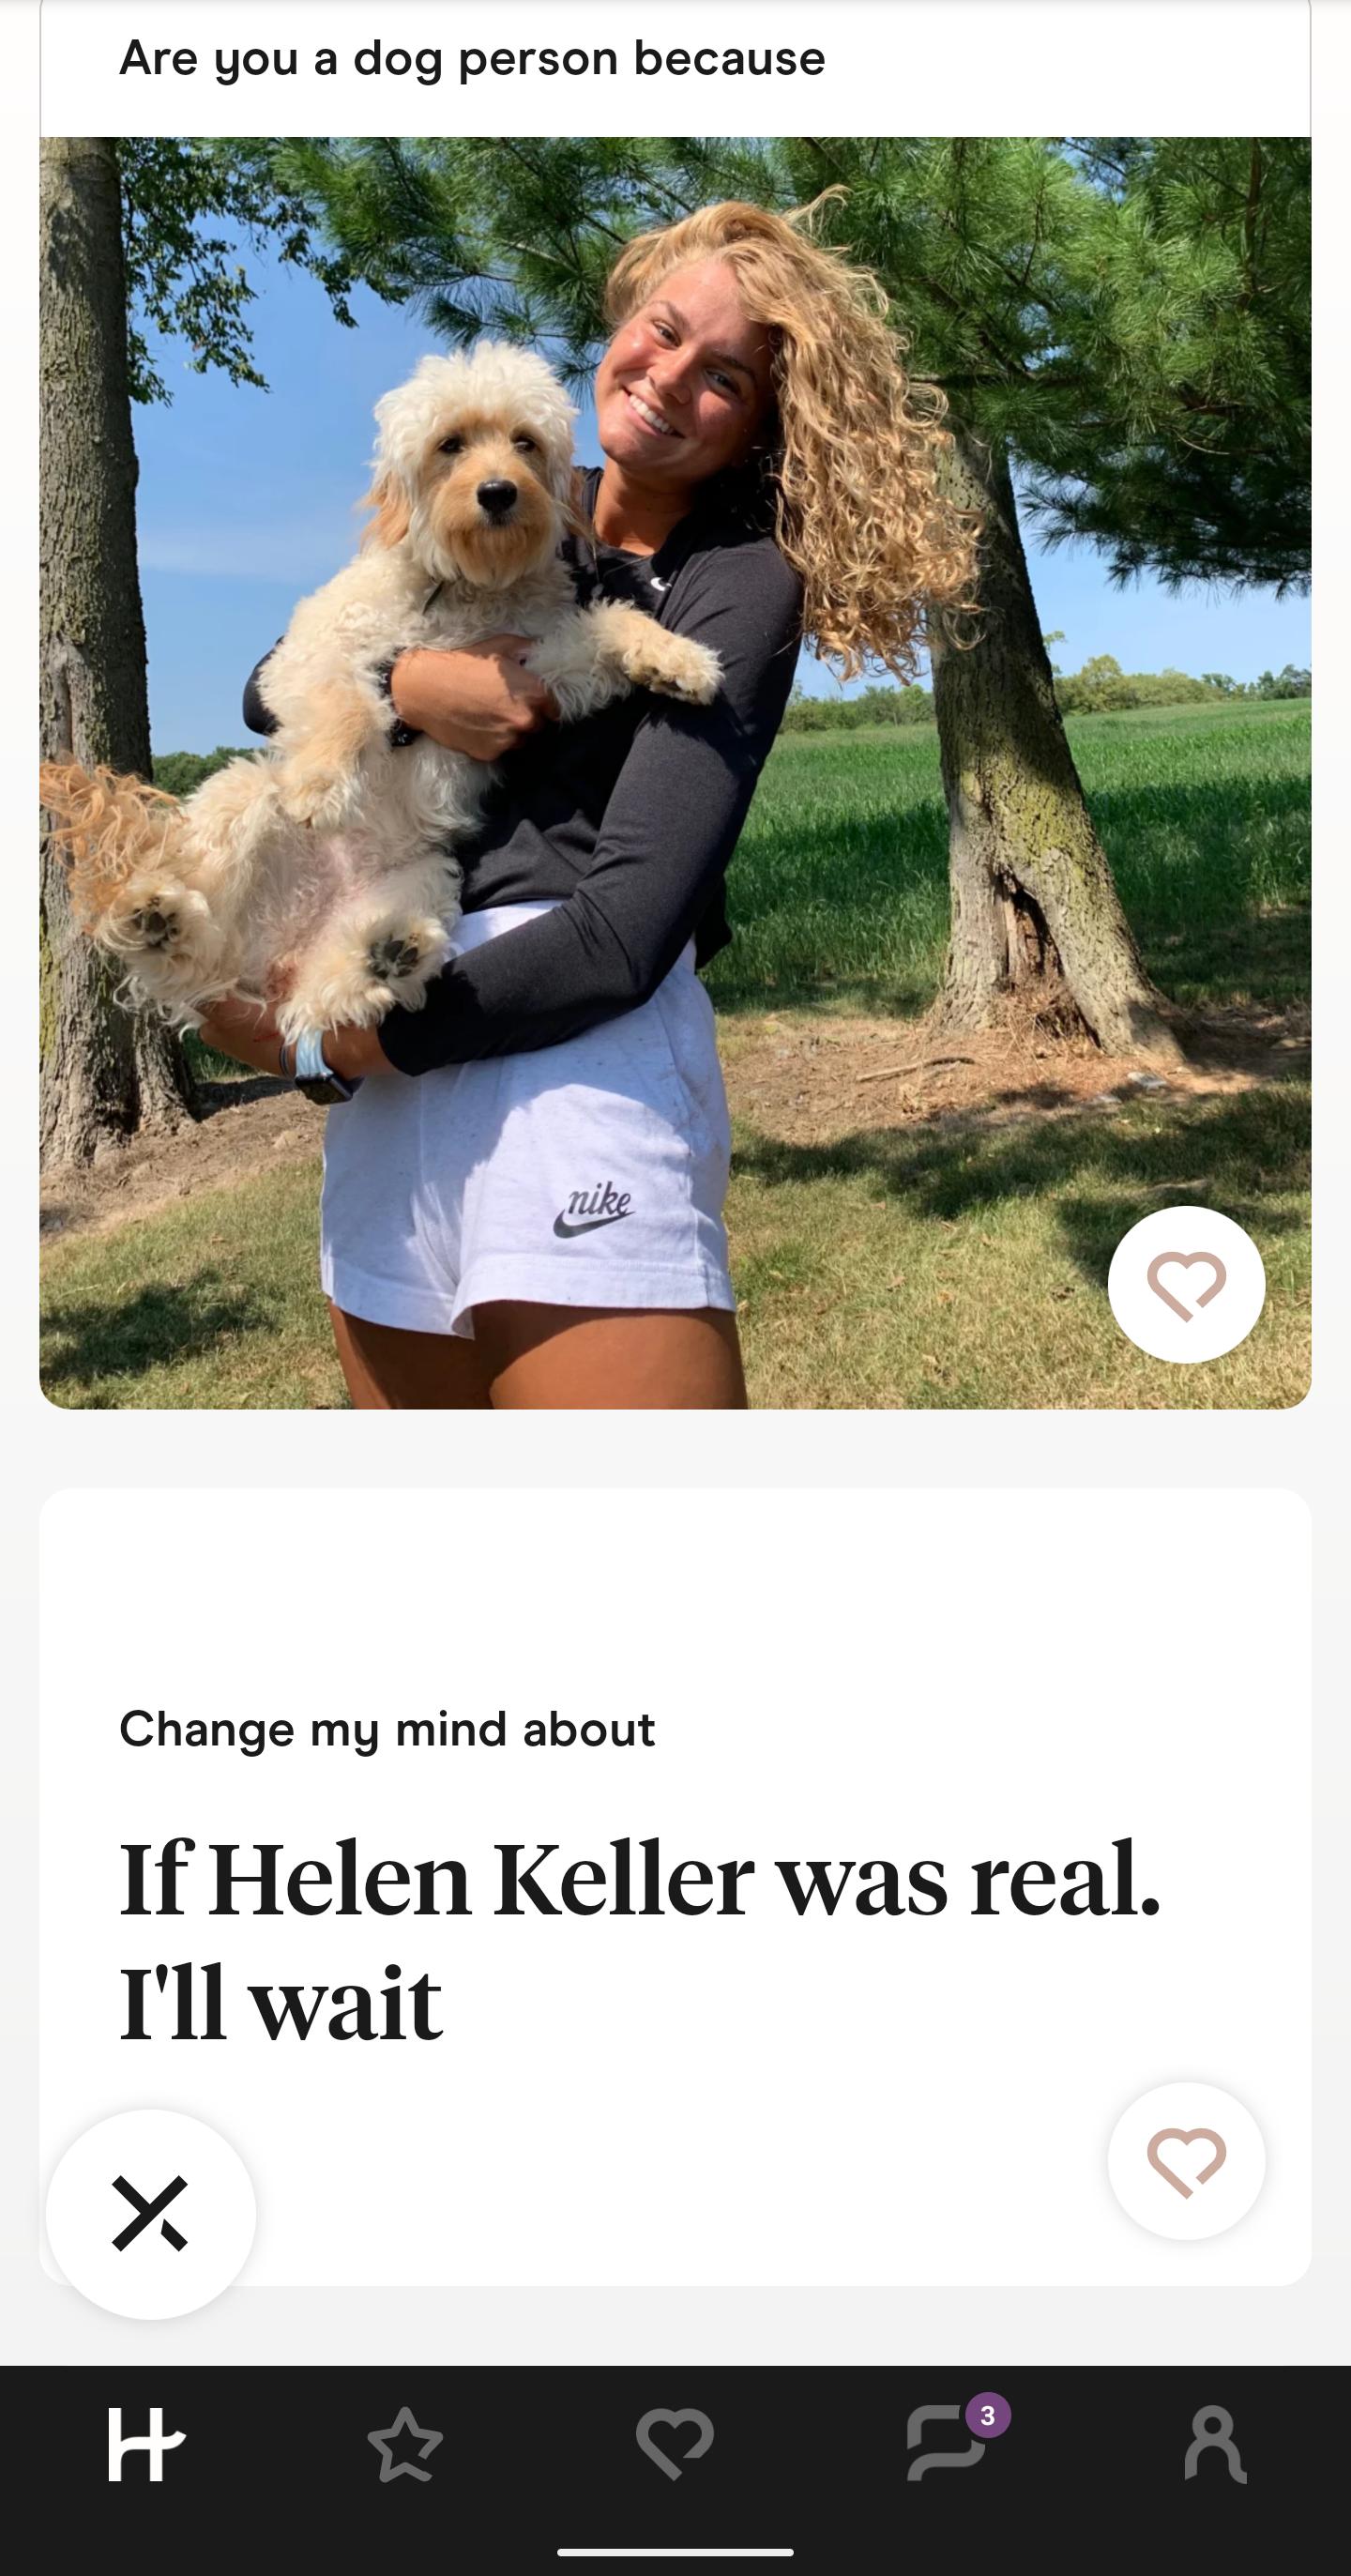 Are you a dog person because
nike
Change my mind about
If Helen Keller was real.
I'll wait
3